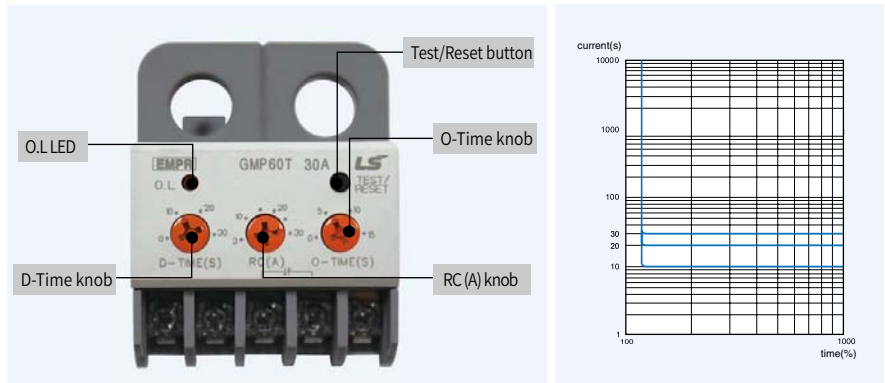 Test/Reset button
O-Time knob
O.L LED
D-Time knob
RC (A) knob
EMPR GMP60T 30A LS
O.L. TEST/
RESET
10 20 10 20 5 10
0 30 3 30 0 15
D-TIME(S) RC(A) O-TIME(S)
current(s)
10000
1000
100
30
20
10
1
100 1000
time(%)